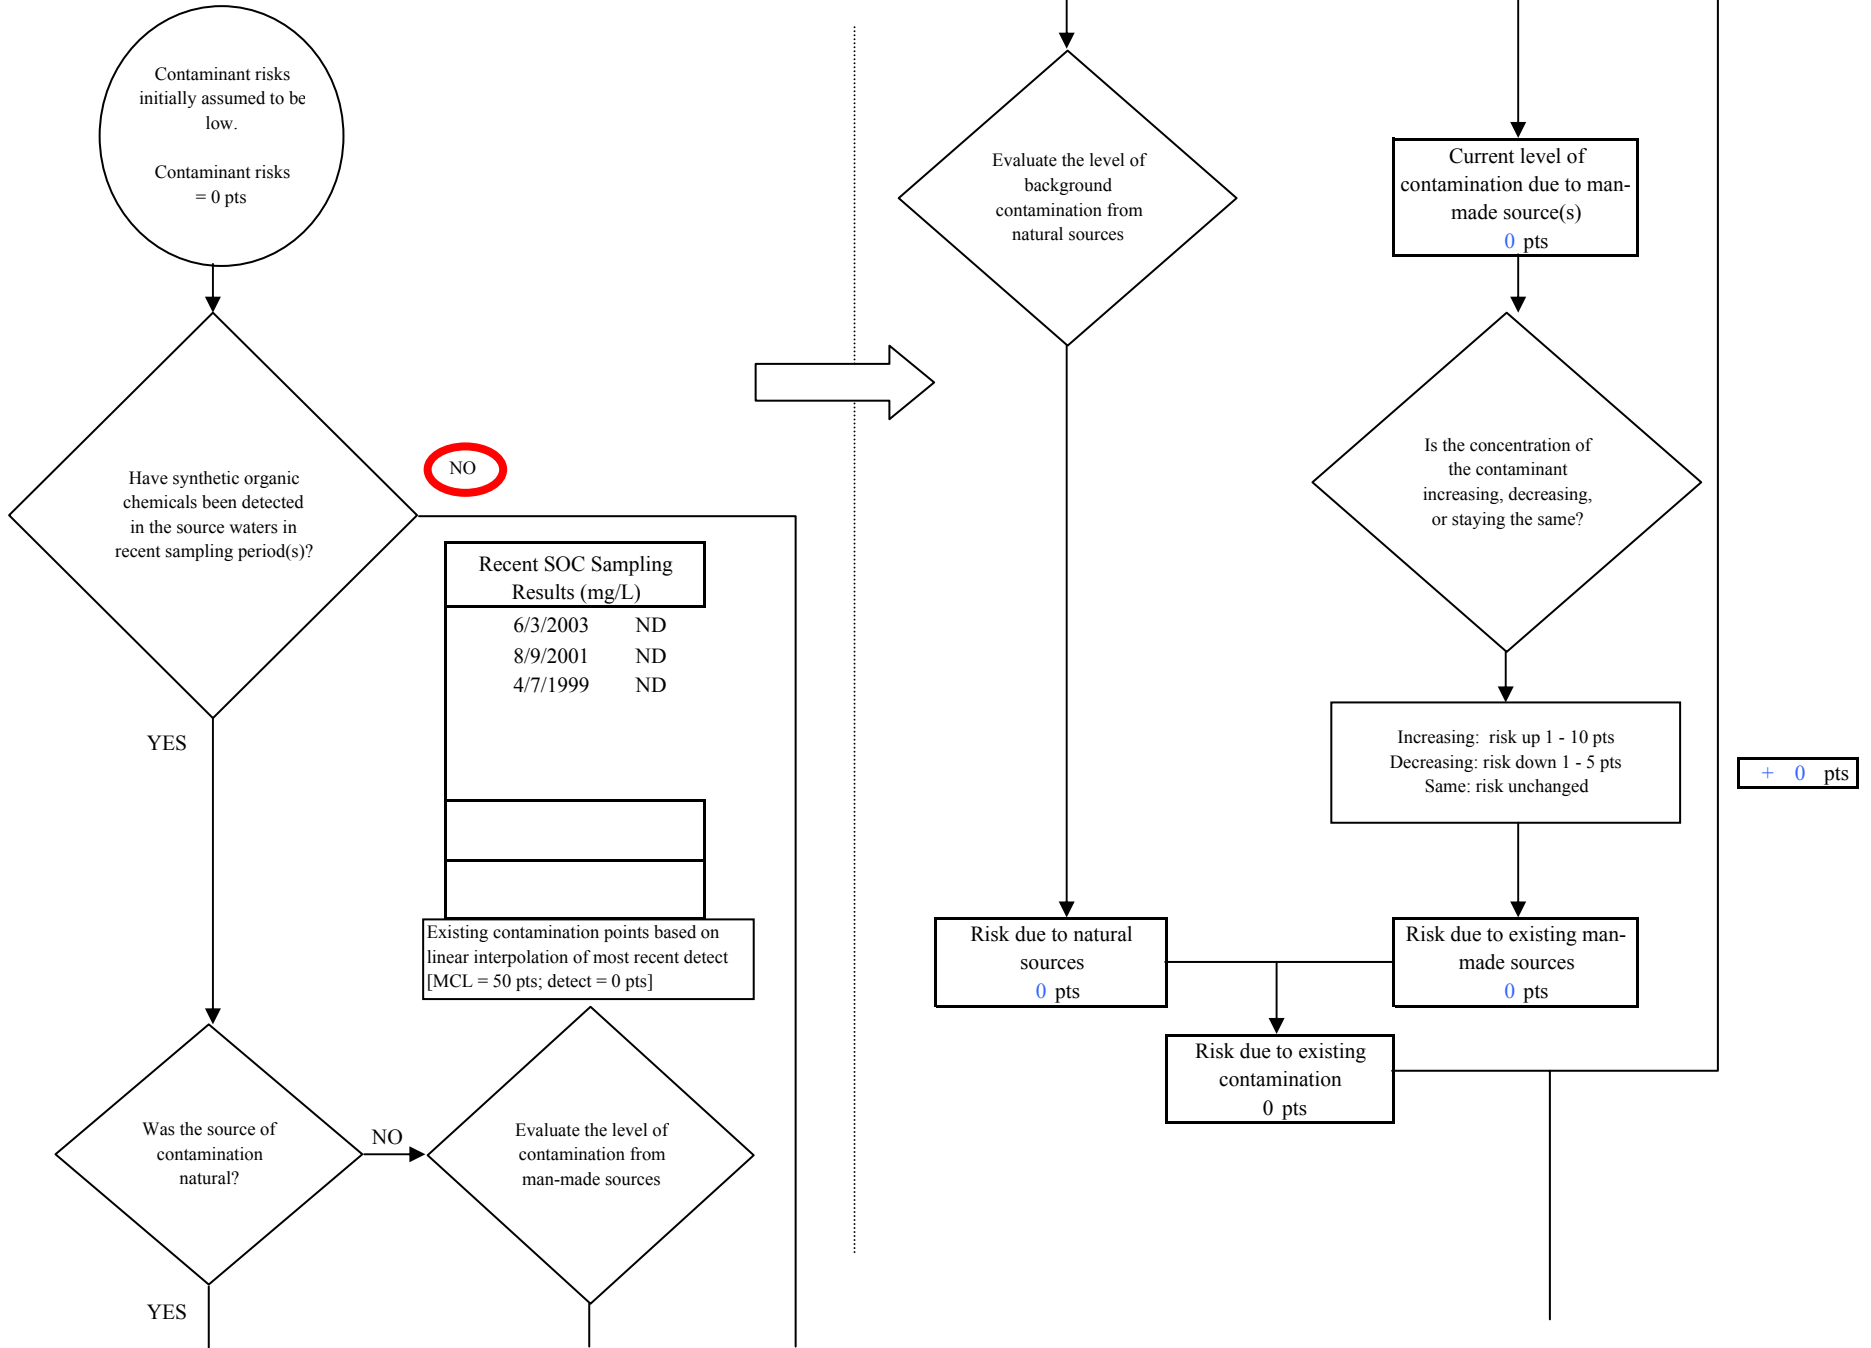 Contaminant risks
initially assumed to be
low.
Contaminant risks
= 0 pts
Have synthetic organic
chemicals been detected
in the source waters in
recent sampling period(s)?
NO
YES
Recent SOC Sampling
Results (mg/L)
6/3/2003 ND
8/9/2001 ND
4/7/1999 ND
Existing contamination points based on
linear interpolation of most recent detect
[MCL = 50 pts; detect = 0 pts]
Was the source of
contamination
natural?
NO
YES
Evaluate the level of
contamination from
man-made sources
Evaluate the level of
background
contamination from
natural sources
Current level of
contamination due to man-
made source(s)
0 pts
Is the concentration of
the contaminant
increasing, decreasing,
or staying the same?
Increasing: risk up 1 - 10 pts
Decreasing: risk down 1 - 5 pts
Same: risk unchanged
+ 0 pts
Risk due to natural
sources
0 pts
Risk due to existing man-
made sources
0 pts
Risk due to existing
contamination
0 pts